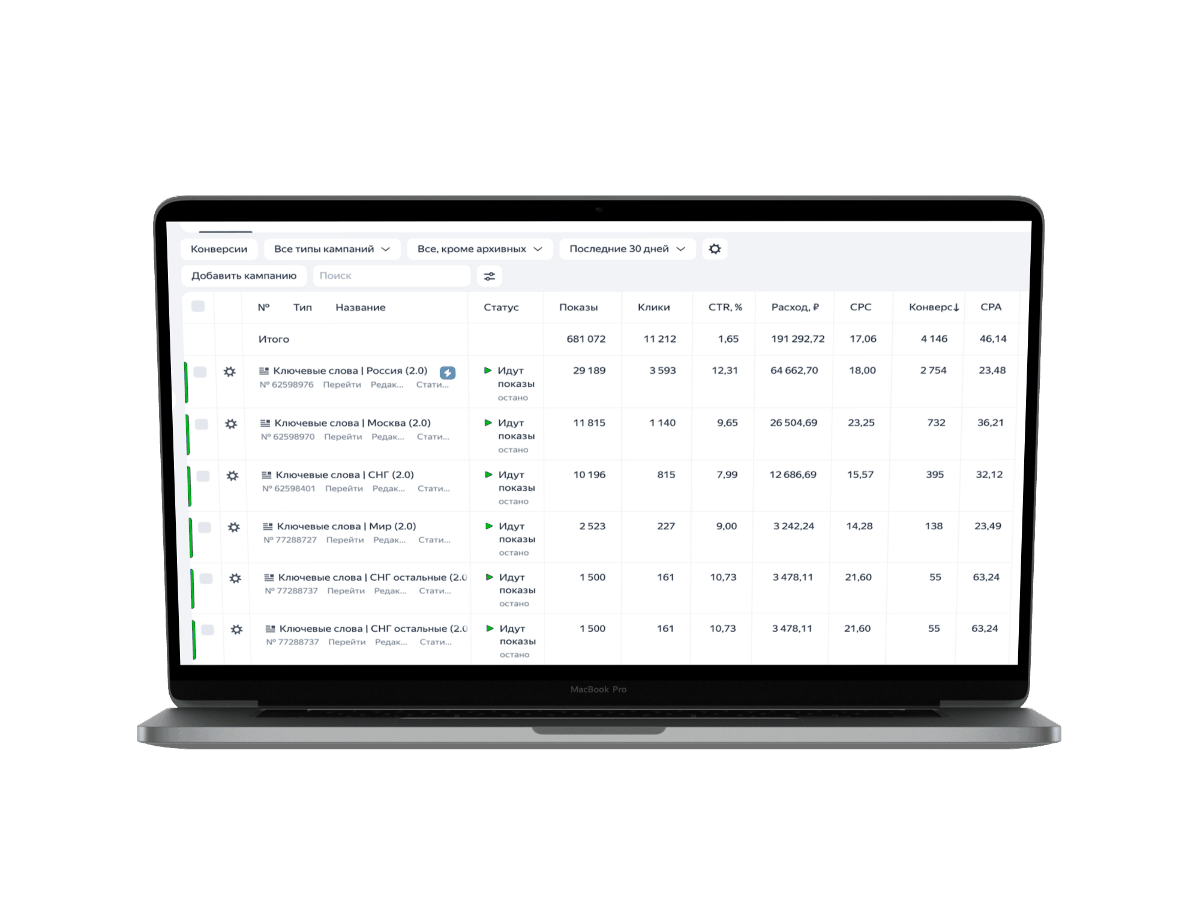 Конверсии Все типы кампаний Все, кроме архивных Последние 30 дней
Добавить кампанию Поиск
№ Тип Название Статус Показы Клики CTR, % Расход, ₽ CPC Конверс↓ CPA
Итого 681 072 11 212 1,65 191 292,72 17,06 4 146 46,14
Ключевые слова | Россия (2.0) Идут 29 189 3 593 12,31 64 662,70 18,00 2 754 23,48
№ 62598976 Перейти Редак... Стати... показы
остано
Ключевые слова | Москва (2.0) Идут 11 815 1 140 9,65 26 504,69 23,25 732 36,21
№ 62598970 Перейти Редак... Стати... показы
остано
Ключевые слова | СНГ (2.0) Идут 10 196 815 7,99 12 686,69 15,57 395 32,12
№ 62598401 Перейти Редак... Стати... показы
остано
Ключевые слова | Мир (2.0) Идут 2 523 227 9,00 3 242,24 14,28 138 23,49
№ 77288727 Перейти Редак... Стати... показы
остано
Ключевые слова | СНГ остальные (2.0 Идут 1 500 161 10,73 3 478,11 21,60 55 63,24
№ 77288737 Перейти Редак... Стати... показы
остано
Ключевые слова | СНГ остальные (2.0 Идут 1 500 161 10,73 3 478,11 21,60 55 63,24
№ 77288737 Перейти Редак... Стати... показы
остано
MacBook Pro